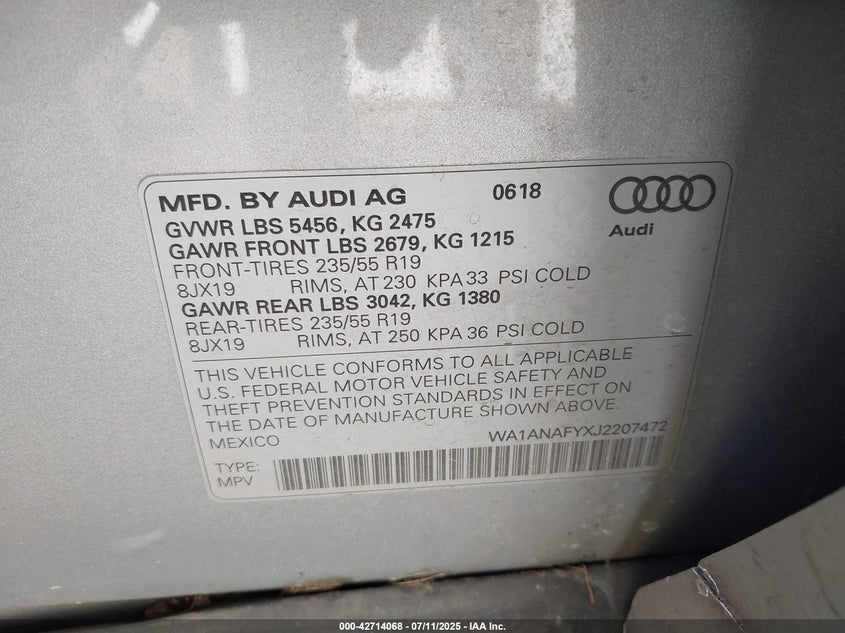 MFD. BY AUDI AG 0618
Audi
GVWR LBS 5456, KG 2475
GAWR FRONT LBS 2679, KG 1215
FRONT-TIRES 235/55 R19
8JX19 RIMS, AT 230 KPA 33 PSI COLD
GAWR REAR LBS 3042, KG 1380
REAR-TIRES 235/55 R19
8JX19 RIMS, AT 250 KPA 36 PSI COLD
THIS VEHICLE CONFORMS TO ALL APPLICABLE
U.S. FEDERAL MOTOR VEHICLE SAFETY AND
THEFT PREVENTION STANDARDS IN EFFECT ON
THE DATE OF MANUFACTURE SHOWN ABOVE.
MEXICO WA1ANAFYXJ2207472
TYPE:
MPV
000-42714068 - 07/11/2025 - IAA Inc.